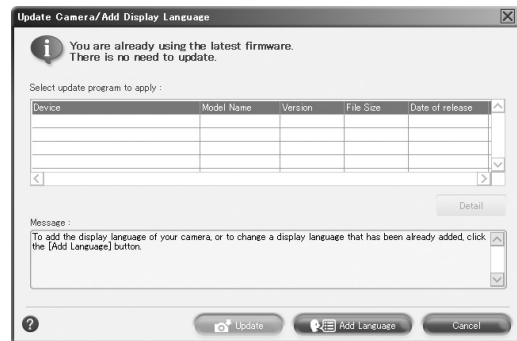 Update Camera/Add Display Language
You are already using the latest firmware.
There is no need to update.
Select update program to apply :
Device Model Name Version File Size Date of release
Detail
Message :
To add the display language of your camera, or to change a display language that has been already added, click
the [Add Language] button.
? Update Add Language Cancel